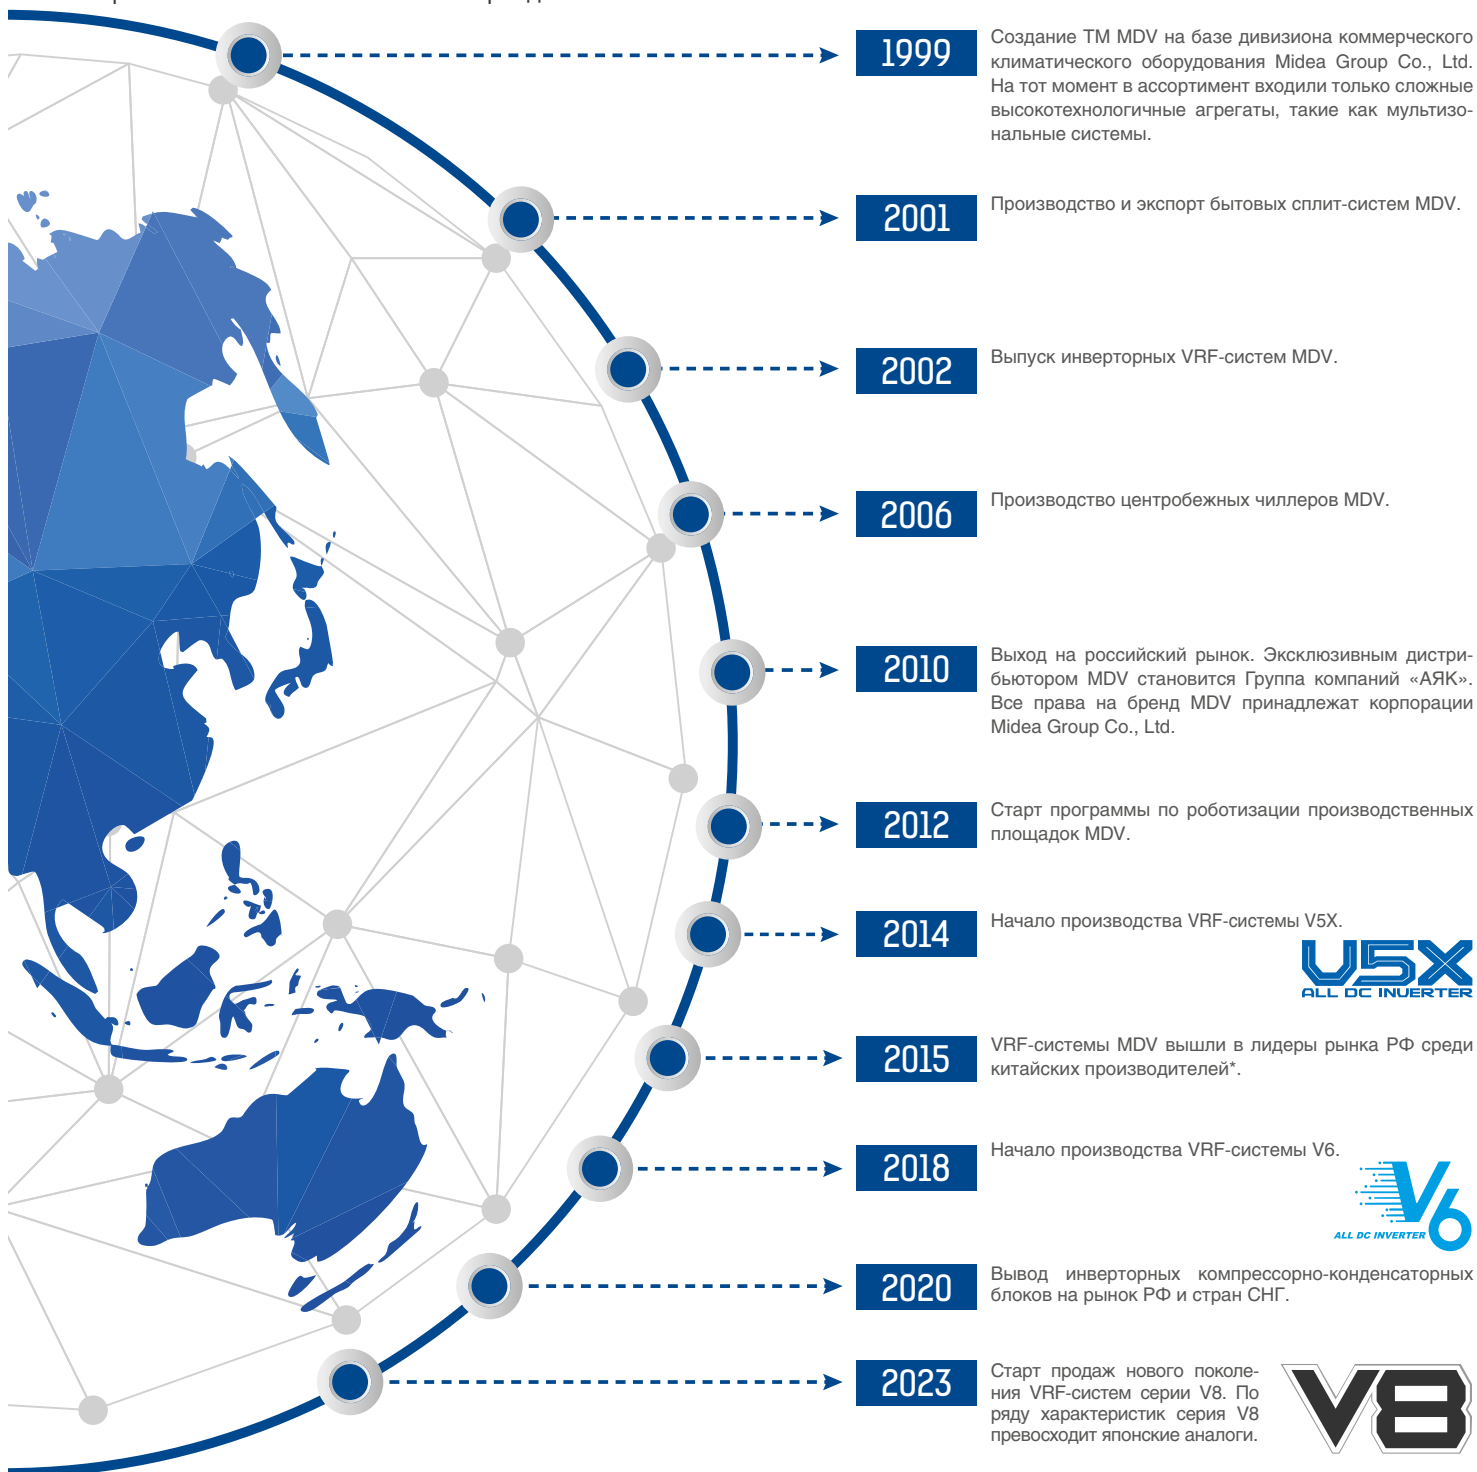 1999
Создание ТМ MDV на базе дивизиона коммерческого
климатического оборудования Midea Group Co., Ltd.
На тот момент в ассортимент входили только сложные
высокотехнологичные агрегаты, такие как мультизо-
нальные системы.
2001
Производство и экспорт бытовых сплит-систем MDV.
2002
Выпуск инверторных VRF-систем MDV.
2006
Производство центробежных чиллеров MDV.
2010
Выход на российский рынок. Эксклюзивным дистри-
бьютором MDV становится Группа компаний «АЯК».
Все права на бренд MDV принадлежат корпорации
Midea Group Co., Ltd.
2012
Старт программы по роботизации производственных
площадок MDV.
2014
Начало производства VRF-системы V5X.
V5X
ALL DC INVERTER
2015
VRF-системы MDV вышли в лидеры рынка РФ среди
китайских производителей*.
2018
Начало производства VRF-системы V6.
V6
ALL DC INVERTER
2020
Вывод инверторных компрессорно-конденсаторных
блоков на рынок РФ и стран СНГ.
2023
Старт продаж нового поколе-
ния VRF-систем серии V8. По
ряду характеристик серия V8
превосходит японские аналоги.
V8